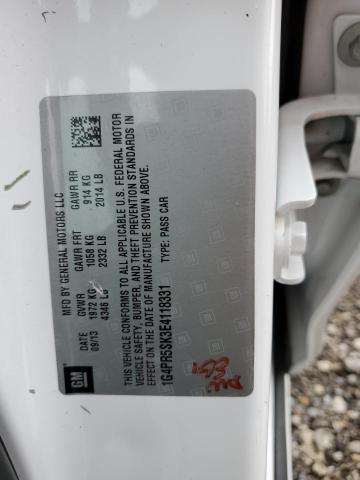 MFD BY GENERAL MOTORS LLC
DATE GVWR GAWR FRT GAWR RR
09/13 1972 KG 1058 KG 914 KG
4346 LB 2332 LB 2014 LB
THIS VEHICLE CONFORMS TO ALL APPLICABLE U.S. FEDERAL MOTOR
VEHICLE SAFETY, BUMPER, AND THEFT PREVENTION STANDARDS IN
EFFECT ON THE DATE OF MANUFACTURE SHOWN ABOVE.
1G4PR5SK3E4118331 TYPE: PASS CAR
GM